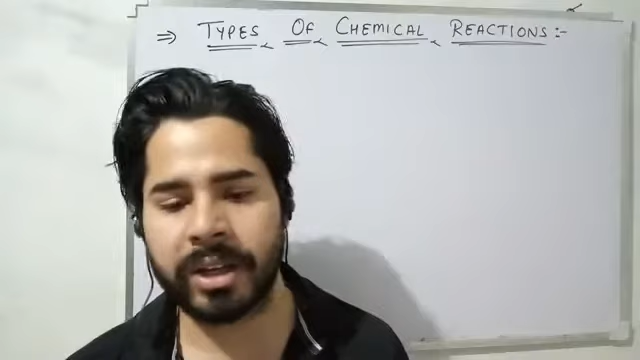 ⇒ TYPES OF CHEMICAL REACTIONS :-